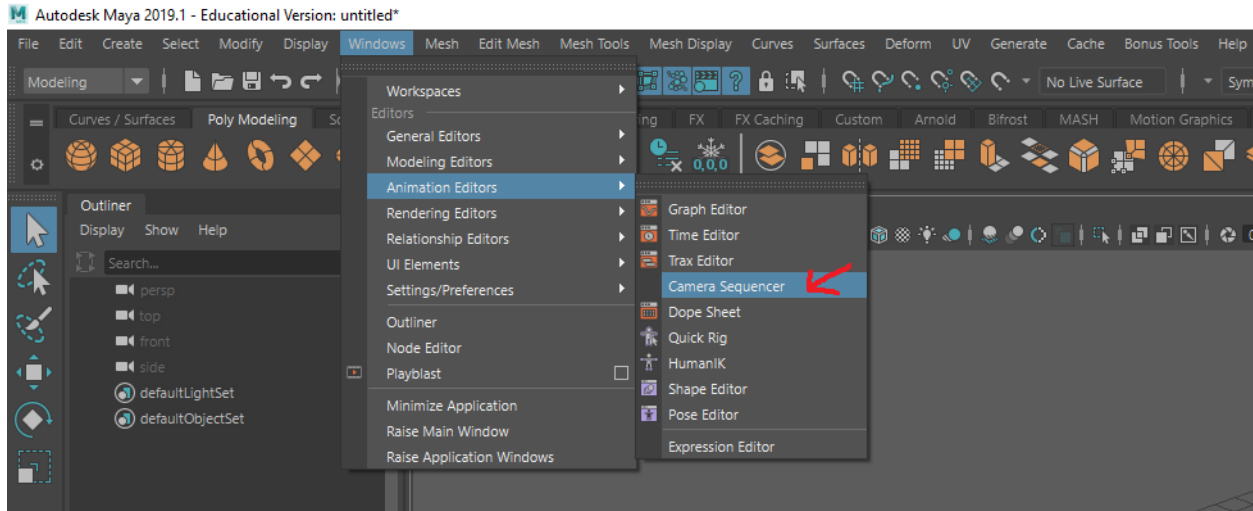 Autodesk Maya 2019.1 - Educational Version: untitled*
File Edit Create Select Modify Display Windows Mesh Edit Mesh Mesh Tools Mesh Display Curves Surfaces Deform UV Generate Cache Bonus Tools Help
Modeling No Live Surface Sym
Curves / Surfaces Poly Modeling Sc ing FX FX Caching Custom Arnold Bifrost MASH Motion Graphics
0,0,0
Workspaces
Editors
General Editors
Modeling Editors
Animation Editors
Rendering Editors
Relationship Editors
UI Elements
Settings/Preferences
Outliner
Node Editor
Playblast
Minimize Application
Raise Main Window
Raise Application Windows
Graph Editor
Time Editor
Trax Editor
Camera Sequencer
Dope Sheet
Quick Rig
HumanIK
Shape Editor
Pose Editor
Expression Editor
Outliner
Display Show Help
Search...
persp
top
front
side
defaultLightSet
defaultObjectSet